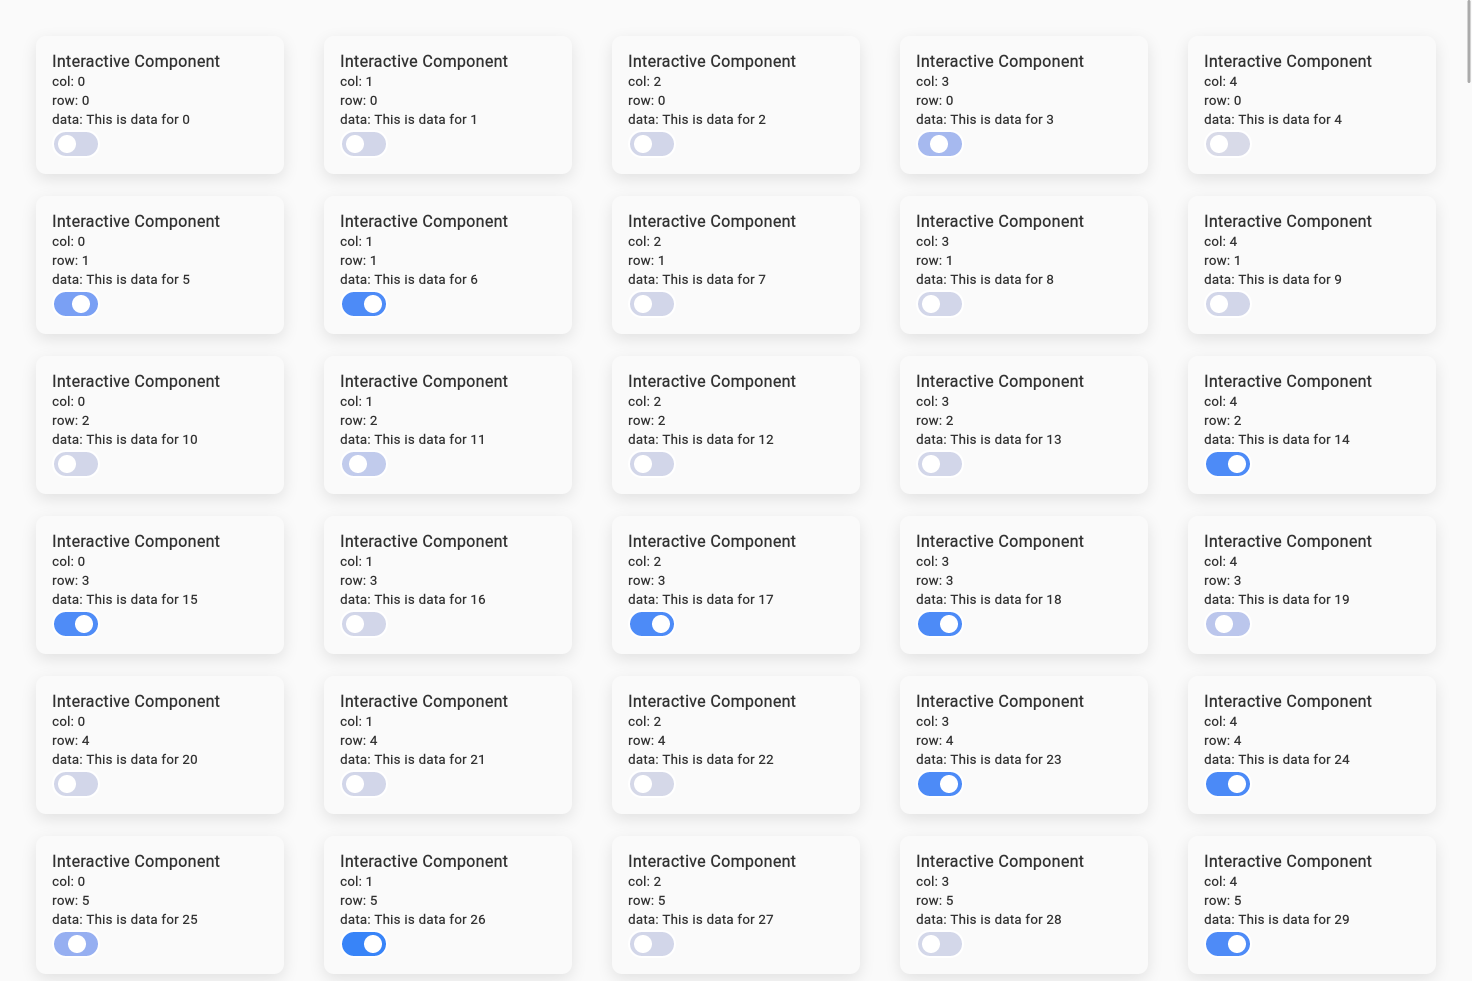 Interactive Component
col: 0
row: 0
data: This is data for 0
Interactive Component
col: 1
row: 0
data: This is data for 1
Interactive Component
col: 2
row: 0
data: This is data for 2
Interactive Component
col: 3
row: 0
data: This is data for 3
Interactive Component
col: 4
row: 0
data: This is data for 4
Interactive Component
col: 0
row: 1
data: This is data for 5
Interactive Component
col: 1
row: 1
data: This is data for 6
Interactive Component
col: 2
row: 1
data: This is data for 7
Interactive Component
col: 3
row: 1
data: This is data for 8
Interactive Component
col: 4
row: 1
data: This is data for 9
Interactive Component
col: 0
row: 2
data: This is data for 10
Interactive Component
col: 1
row: 2
data: This is data for 11
Interactive Component
col: 2
row: 2
data: This is data for 12
Interactive Component
col: 3
row: 2
data: This is data for 13
Interactive Component
col: 4
row: 2
data: This is data for 14
Interactive Component
col: 0
row: 3
data: This is data for 15
Interactive Component
col: 1
row: 3
data: This is data for 16
Interactive Component
col: 2
row: 3
data: This is data for 17
Interactive Component
col: 3
row: 3
data: This is data for 18
Interactive Component
col: 4
row: 3
data: This is data for 19
Interactive Component
col: 0
row: 4
data: This is data for 20
Interactive Component
col: 1
row: 4
data: This is data for 21
Interactive Component
col: 2
row: 4
data: This is data for 22
Interactive Component
col: 3
row: 4
data: This is data for 23
Interactive Component
col: 4
row: 4
data: This is data for 24
Interactive Component
col: 0
row: 5
data: This is data for 25
Interactive Component
col: 1
row: 5
data: This is data for 26
Interactive Component
col: 2
row: 5
data: This is data for 27
Interactive Component
col: 3
row: 5
data: This is data for 28
Interactive Component
col: 4
row: 5
data: This is data for 29